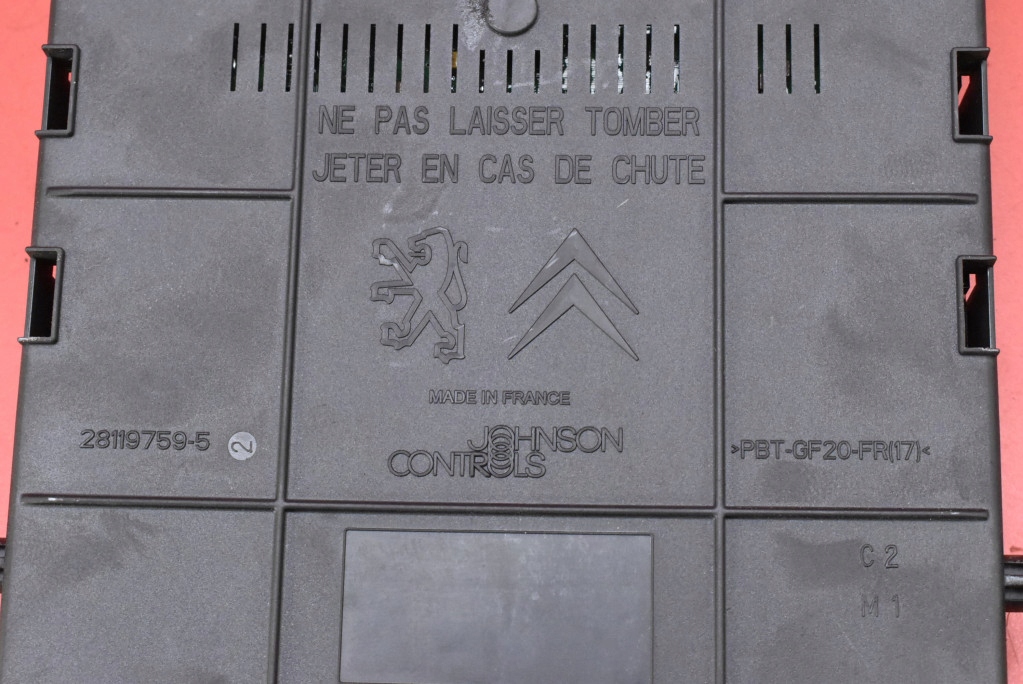 NE PAS LAISSER TOMBER
JETER EN CAS DE CHUTE
MADE IN FRANCE
28119759-5
2
JOHNSON
CONTROLS
>PBT-GF20-FR(17)<
C 2
M 1